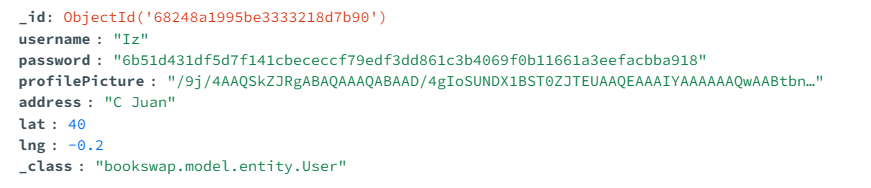 _id: ObjectId('68248a1995be3333218d7b90')
username : "Iz"
password : "6b51d431df5d7f141cbececcf79edf3dd861c3b4069f0b11661a3eefacbba918"
profilePicture : "/9j/4AAQSkZJRgABAQAAAQABAAD/4gIoSUNDX1BST0ZJTEUAAQEAAAIYAAAAAAQwAABtbn…"
address : "C Juan"
lat : 40
lng : -0.2
_class : "bookswap.model.entity.User"